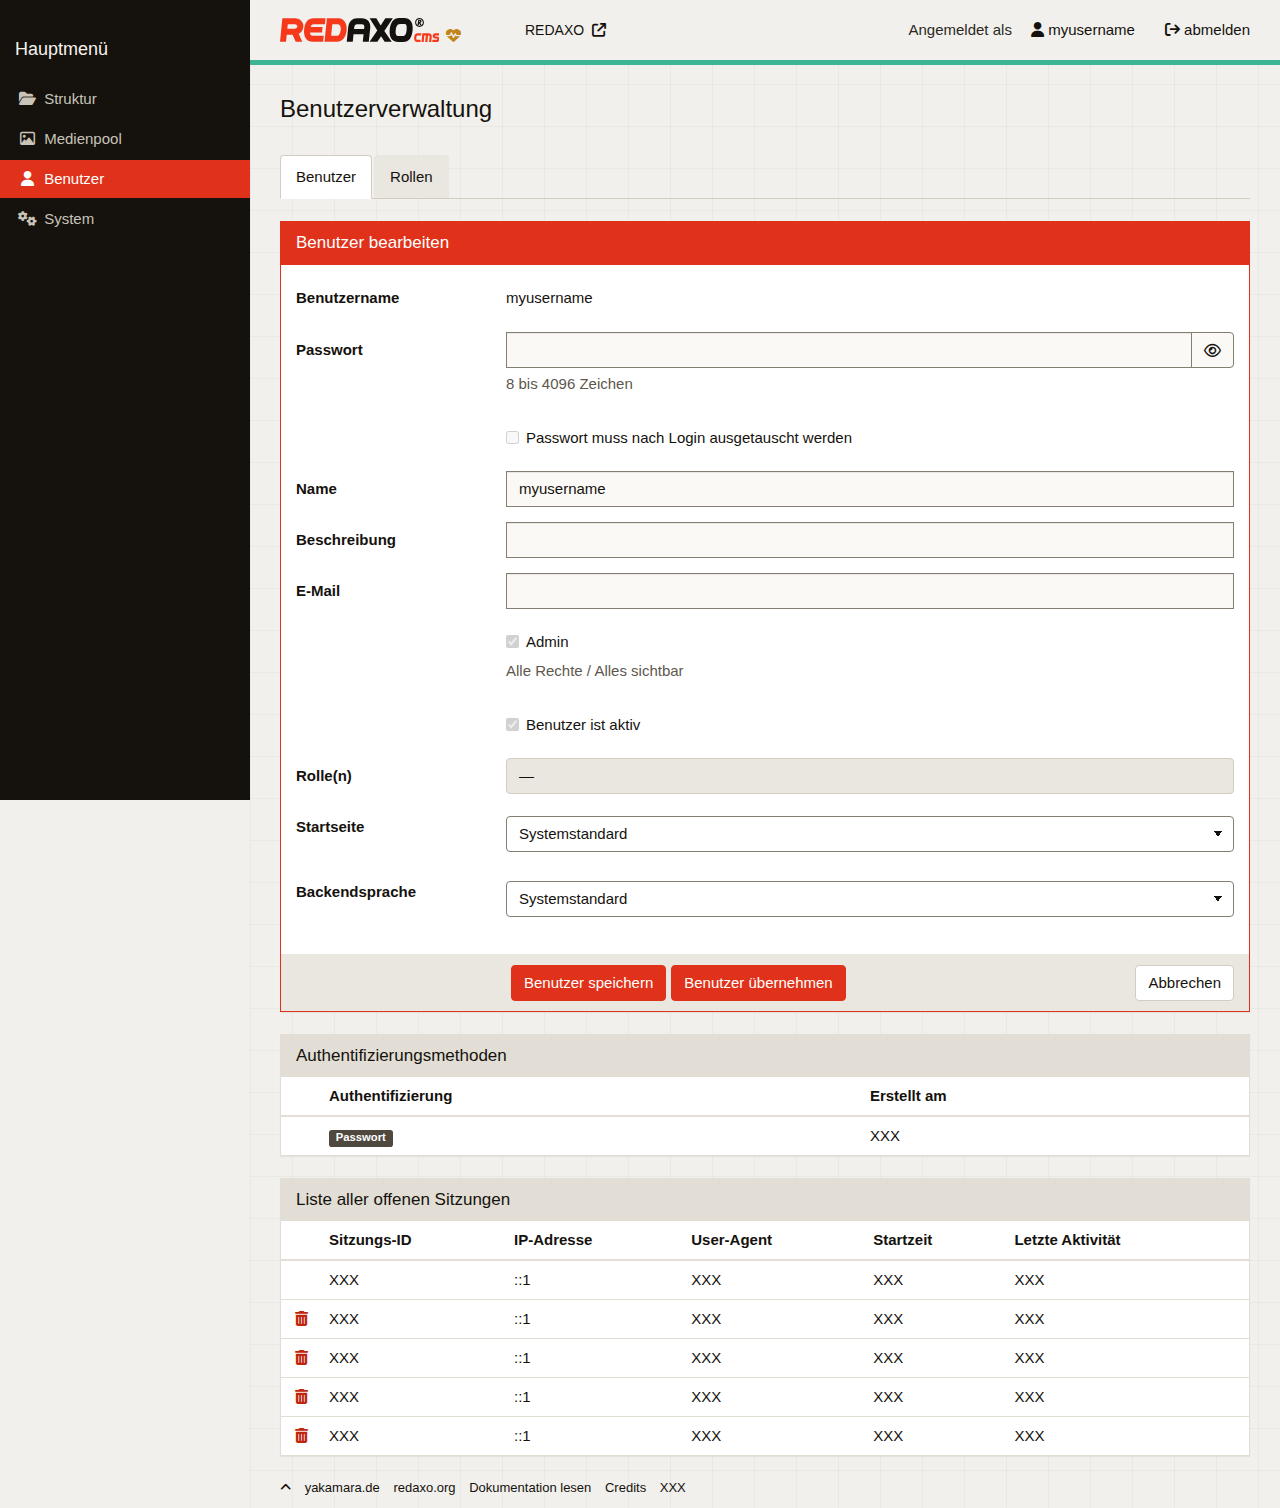 Hauptmenü
Struktur
Medienpool
Benutzer
System
REDAXO® cms
REDAXO
Angemeldet als myusername abmelden
Benutzerverwaltung
Benutzer Rollen
Benutzer bearbeiten
Benutzername myusername
Passwort
8 bis 4096 Zeichen
Passwort muss nach Login ausgetauscht werden
Name myusername
Beschreibung
E-Mail
Admin
Alle Rechte / Alles sichtbar
Benutzer ist aktiv
Rolle(n) —
Startseite Systemstandard
Backendsprache Systemstandard
Benutzer speichern Benutzer übernehmen Abbrechen
Authentifizierungsmethoden
Authentifizierung Erstellt am
Passwort XXX
Liste aller offenen Sitzungen
Sitzungs-ID IP-Adresse User-Agent Startzeit Letzte Aktivität
XXX ::1 XXX XXX XXX
XXX ::1 XXX XXX XXX
XXX ::1 XXX XXX XXX
XXX ::1 XXX XXX XXX
XXX ::1 XXX XXX XXX
yakamara.de redaxo.org Dokumentation lesen Credits XXX